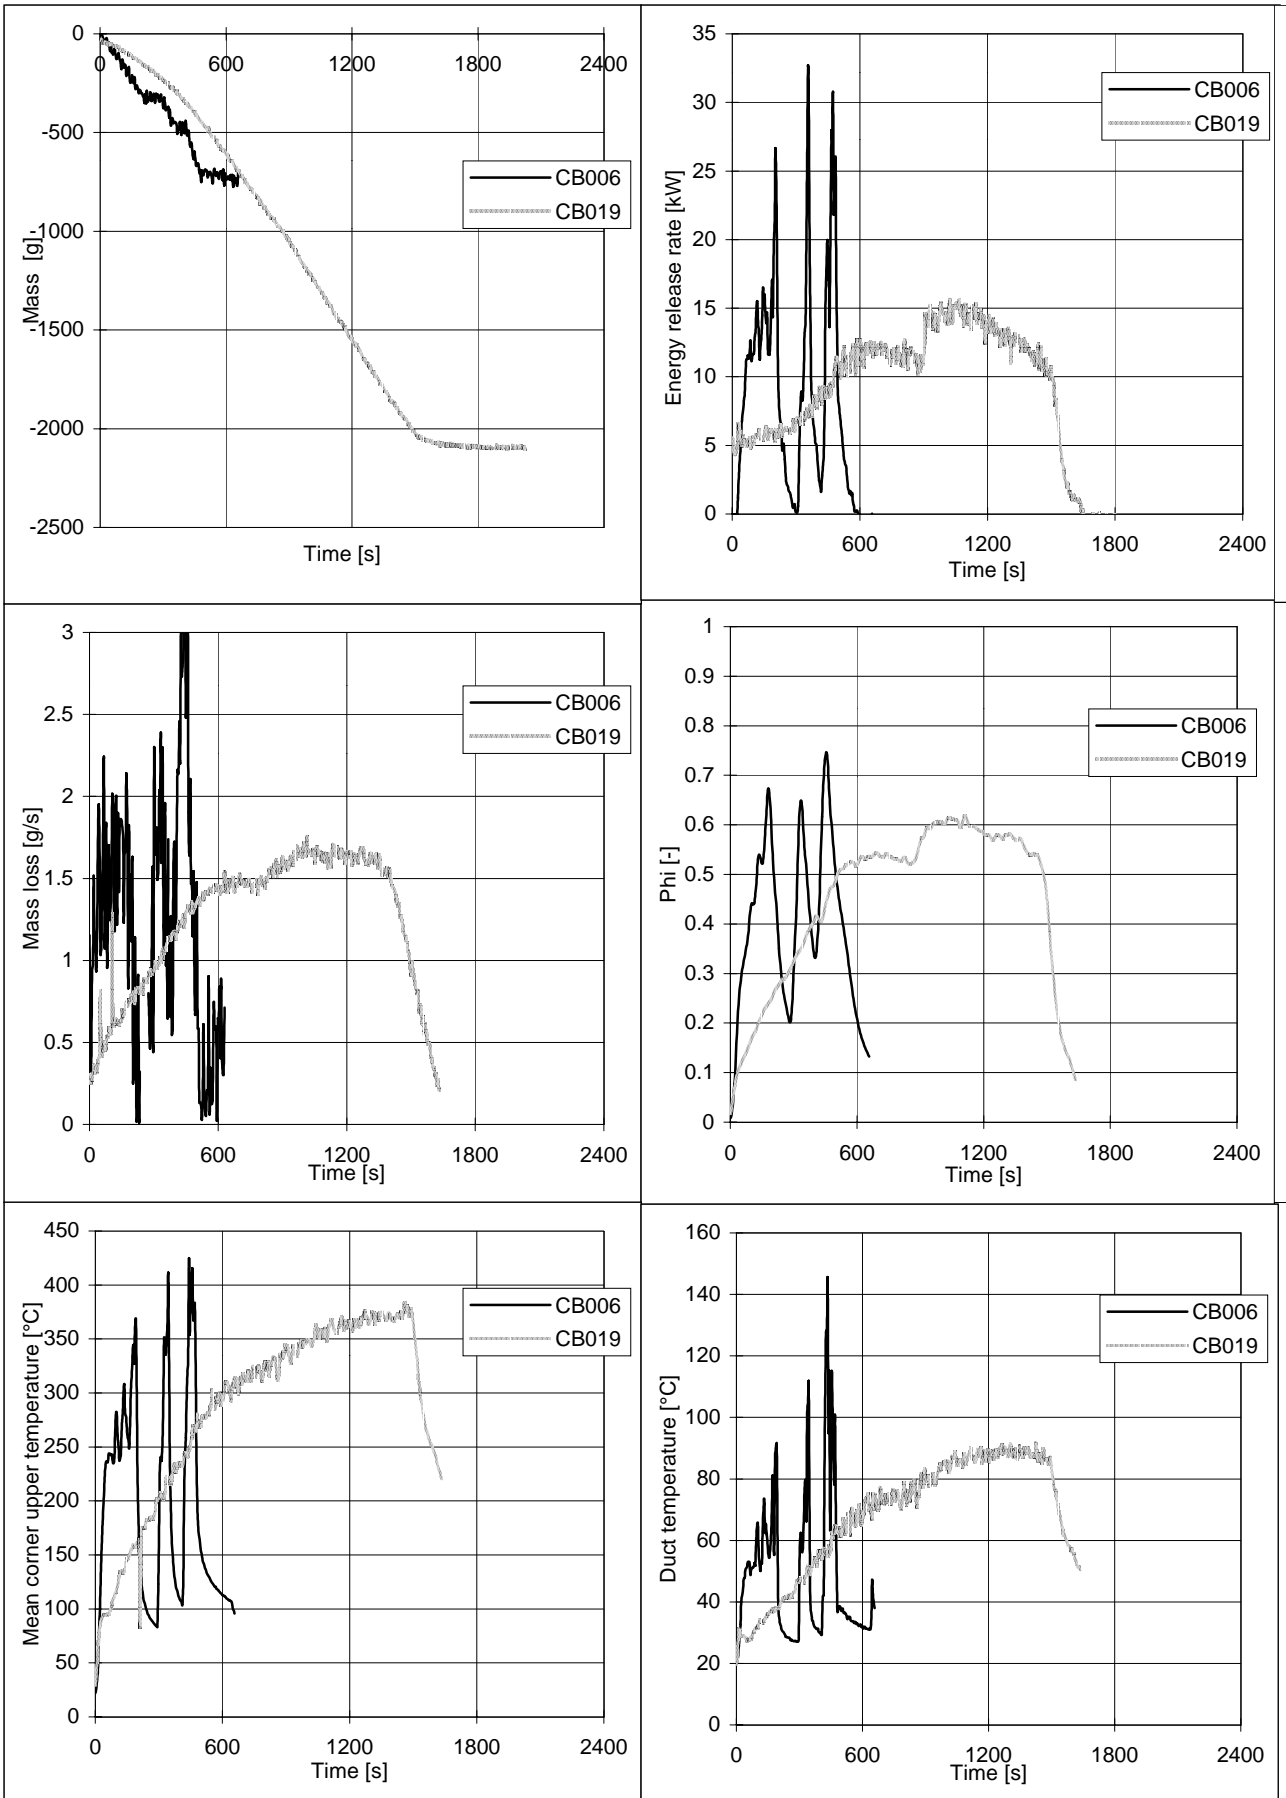 0
-500
-1000
-1500
-2000
-2500
0 600 1200 1800 2400
Mass [g]
Time [s]
CB006
CB019
35
30
25
20
15
10
5
0
0 600 1200 1800 2400
Energy release rate [kW]
Time [s]
CB006
CB019
3
2.5
2
1.5
1
0.5
0
0 600 1200 1800 2400
Mass loss [g/s]
Time [s]
CB006
CB019
1
0.9
0.8
0.7
0.6
0.5
0.4
0.3
0.2
0.1
0
0 600 1200 1800 2400
Phi [-]
Time [s]
CB006
CB019
450
400
350
300
250
200
150
100
50
0
0 600 1200 1800 2400
Mean corner upper temperature [°C]
Time [s]
CB006
CB019
160
140
120
100
80
60
40
20
0
0 600 1200 1800 2400
Duct temperature [°C]
Time [s]
CB006
CB019